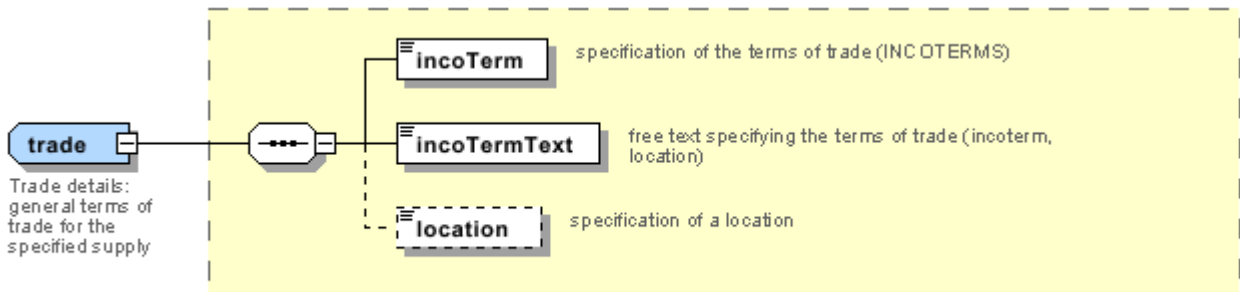 incoTerm
specification of the terms of trade (INCOTERMS)
trade
incoTermText
free text specifying the terms of trade (incoterm,
location)
Trade details:
general terms of
trade for the
specified supply
location
specification of a location